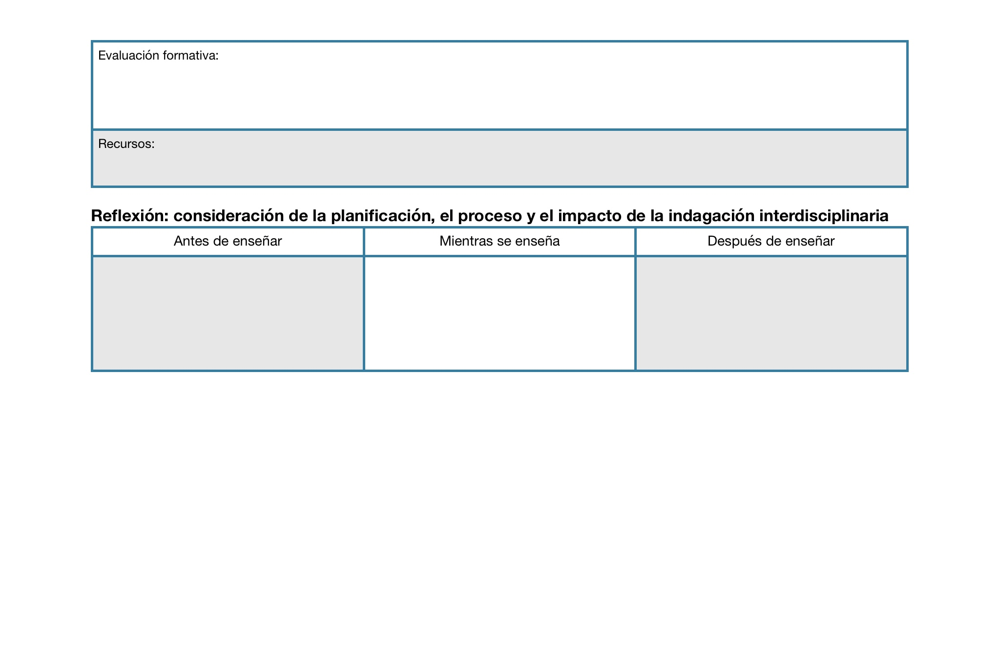 Evaluación formativa:
Recursos:
Reflexión: consideración de la planificación, el proceso y el impacto de la indagación interdisciplinaria
Antes de enseñar
Mientras se enseña
Después de enseñar